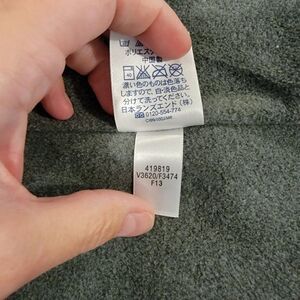 ポリエステル
中国製
40
濃い色のものは色落ち
しますので、白・淡色品と
分けて洗ってください。
日本ランズエンド(株)
0120-554-774
419819
V3620/F3474
F13